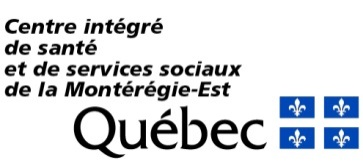 Centre intégré
de santé
et de services sociaux
de la Montérégie-Est
Québec